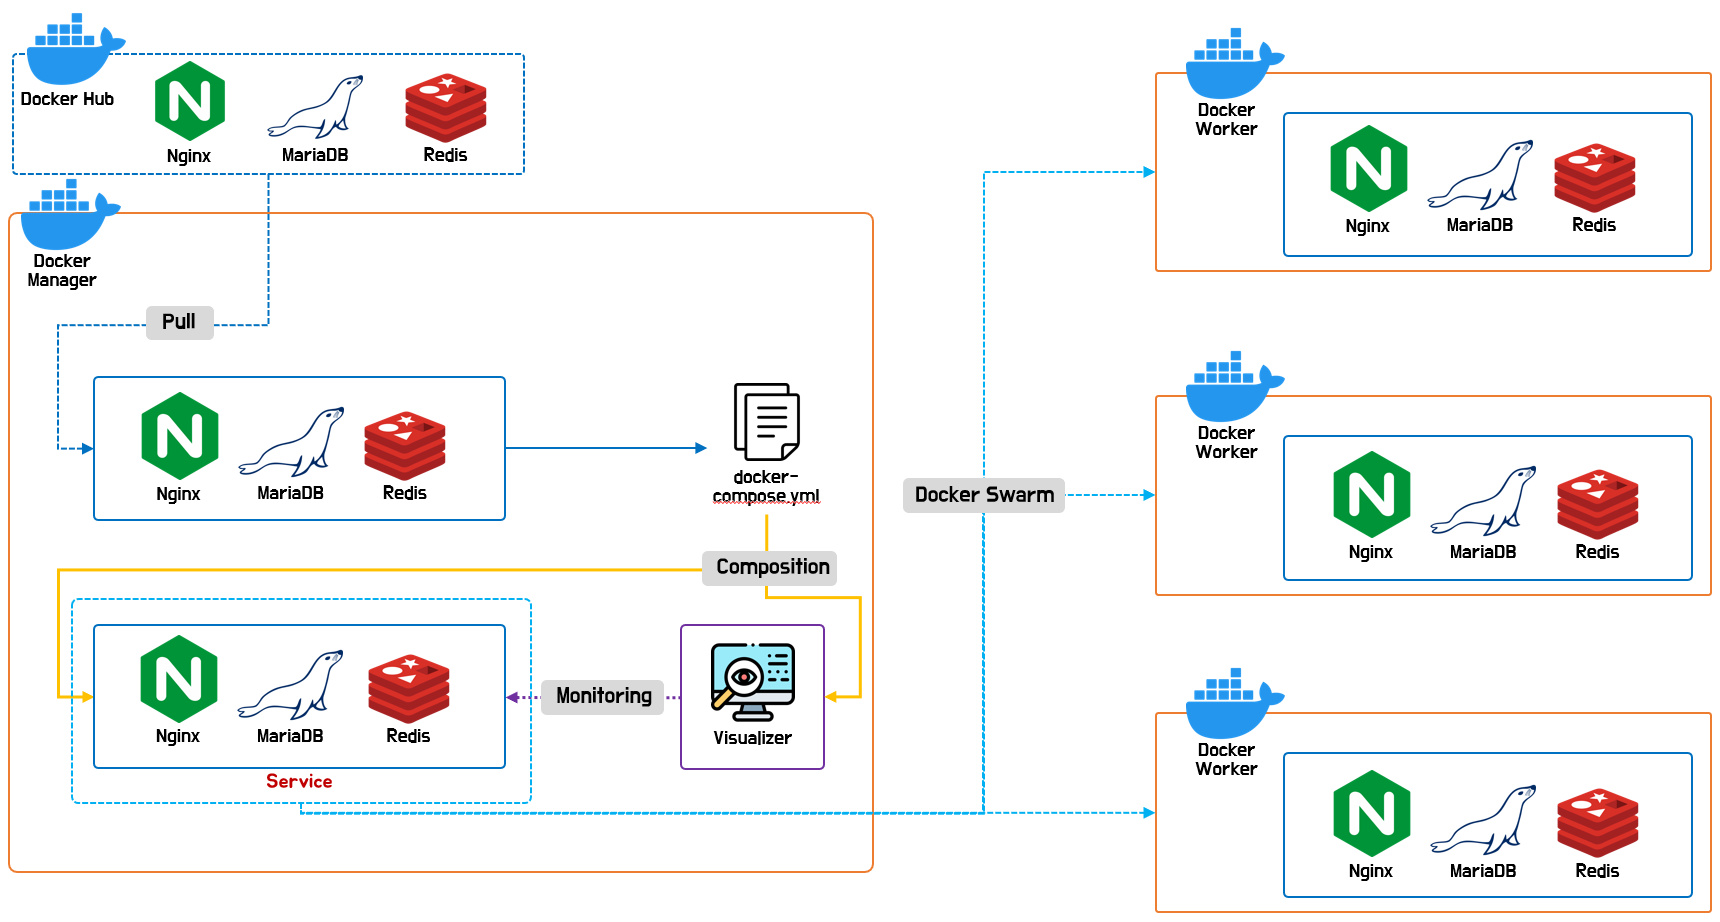 Docker Hub
Nginx
MariaDB
Redis
Docker
Manager
Pull
Nginx
MariaDB
Redis
docker-
compose.yml
Composition
Nginx
MariaDB
Redis
Service
Monitoring
Visualizer
Docker Swarm
Docker
Worker
Nginx
MariaDB
Redis
Docker
Worker
Nginx
MariaDB
Redis
Docker
Worker
Nginx
MariaDB
Redis